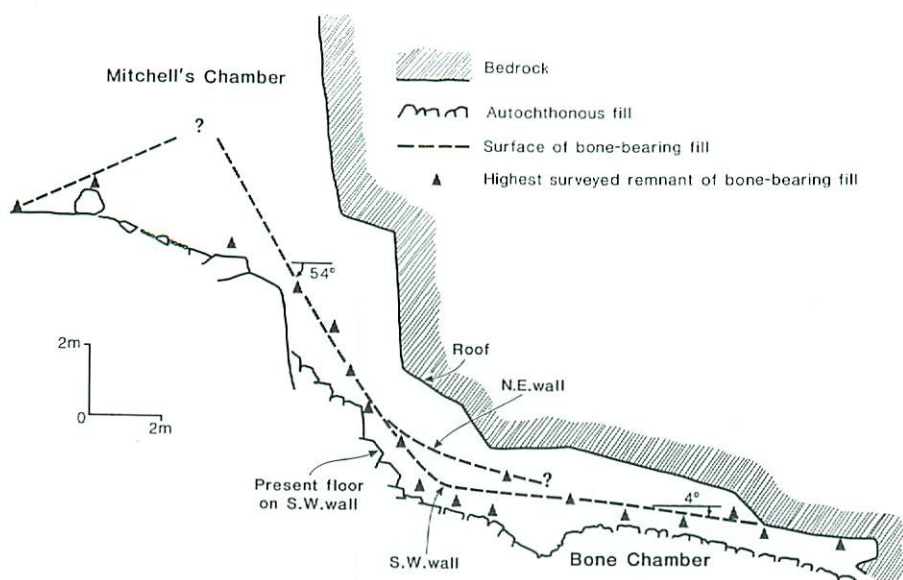 Mitchell's Chamber
?
Bedrock
Autochthonous fill
Surface of bone-bearing fill
Highest surveyed remnant of bone-bearing fill
54°
2m
0
2m
Roof
N.E.wall
?
Present floor
on S.W.wall
4°
S.W.wall
Bone Chamber